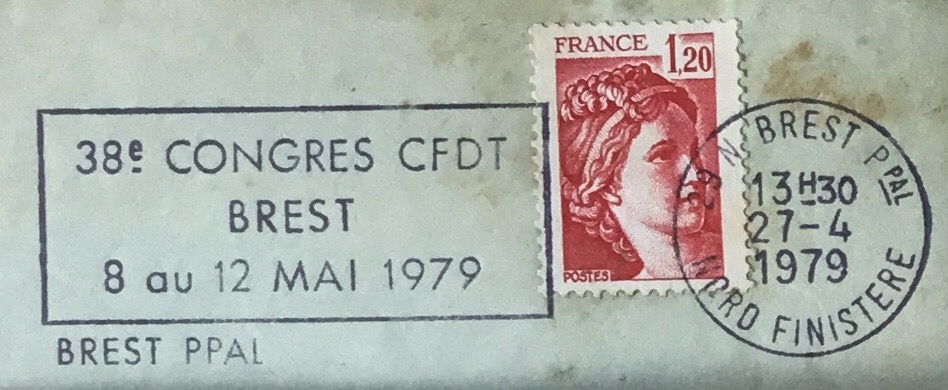 38e CONGRES CFDT
BREST
8 au 12 MAI 1979
BREST PPAL
FRANCE 1,20
POSTES
29 N BREST PPAL
13H30
27-4
1979
NORD FINISTERE